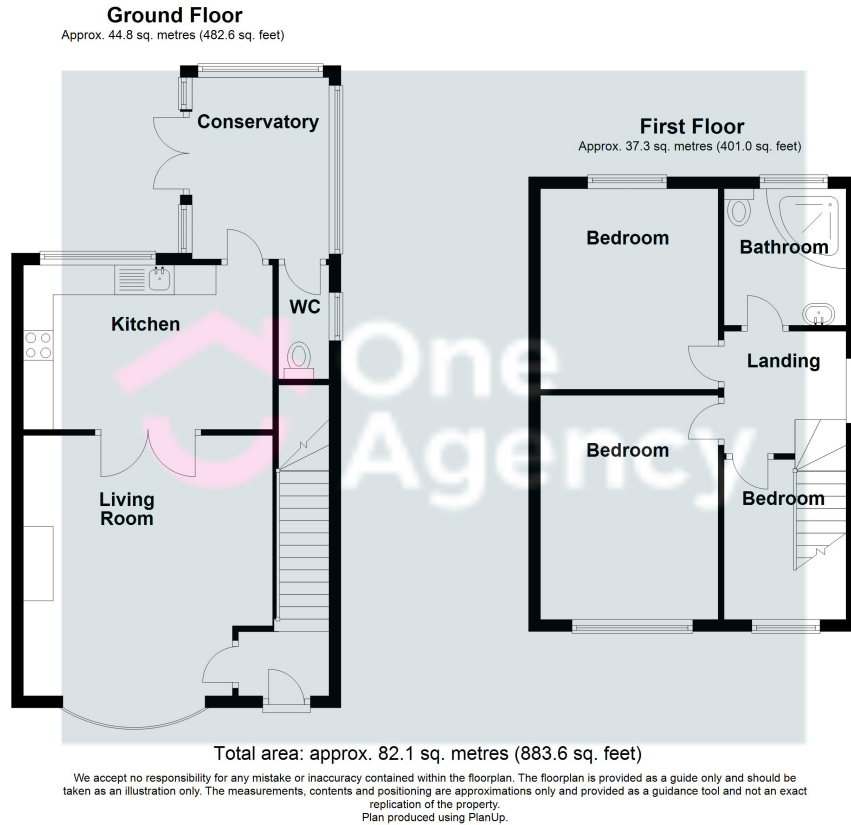 Ground Floor
Approx. 44.8 sq. metres (482.6 sq. feet)
Conservatory
First Floor
Approx. 37.3 sq. metres (401.0 sq. feet)
Bedroom
Bathroom
WC
Kitchen
Landing
One
Agency
Bedroom
Living
Room
Bedroom
Total area: approx. 82.1 sq. metres (883.6 sq. feet)
We accept no responsibility for any mistake or inaccuracy contained within the floorplan. The floorplan is provided as a guide only and should be
taken as an illustration only. The measurements, contents and positioning are approximations only and provided as a guidance tool and not an exact
replication of the property.
Plan produced using PlanUp.